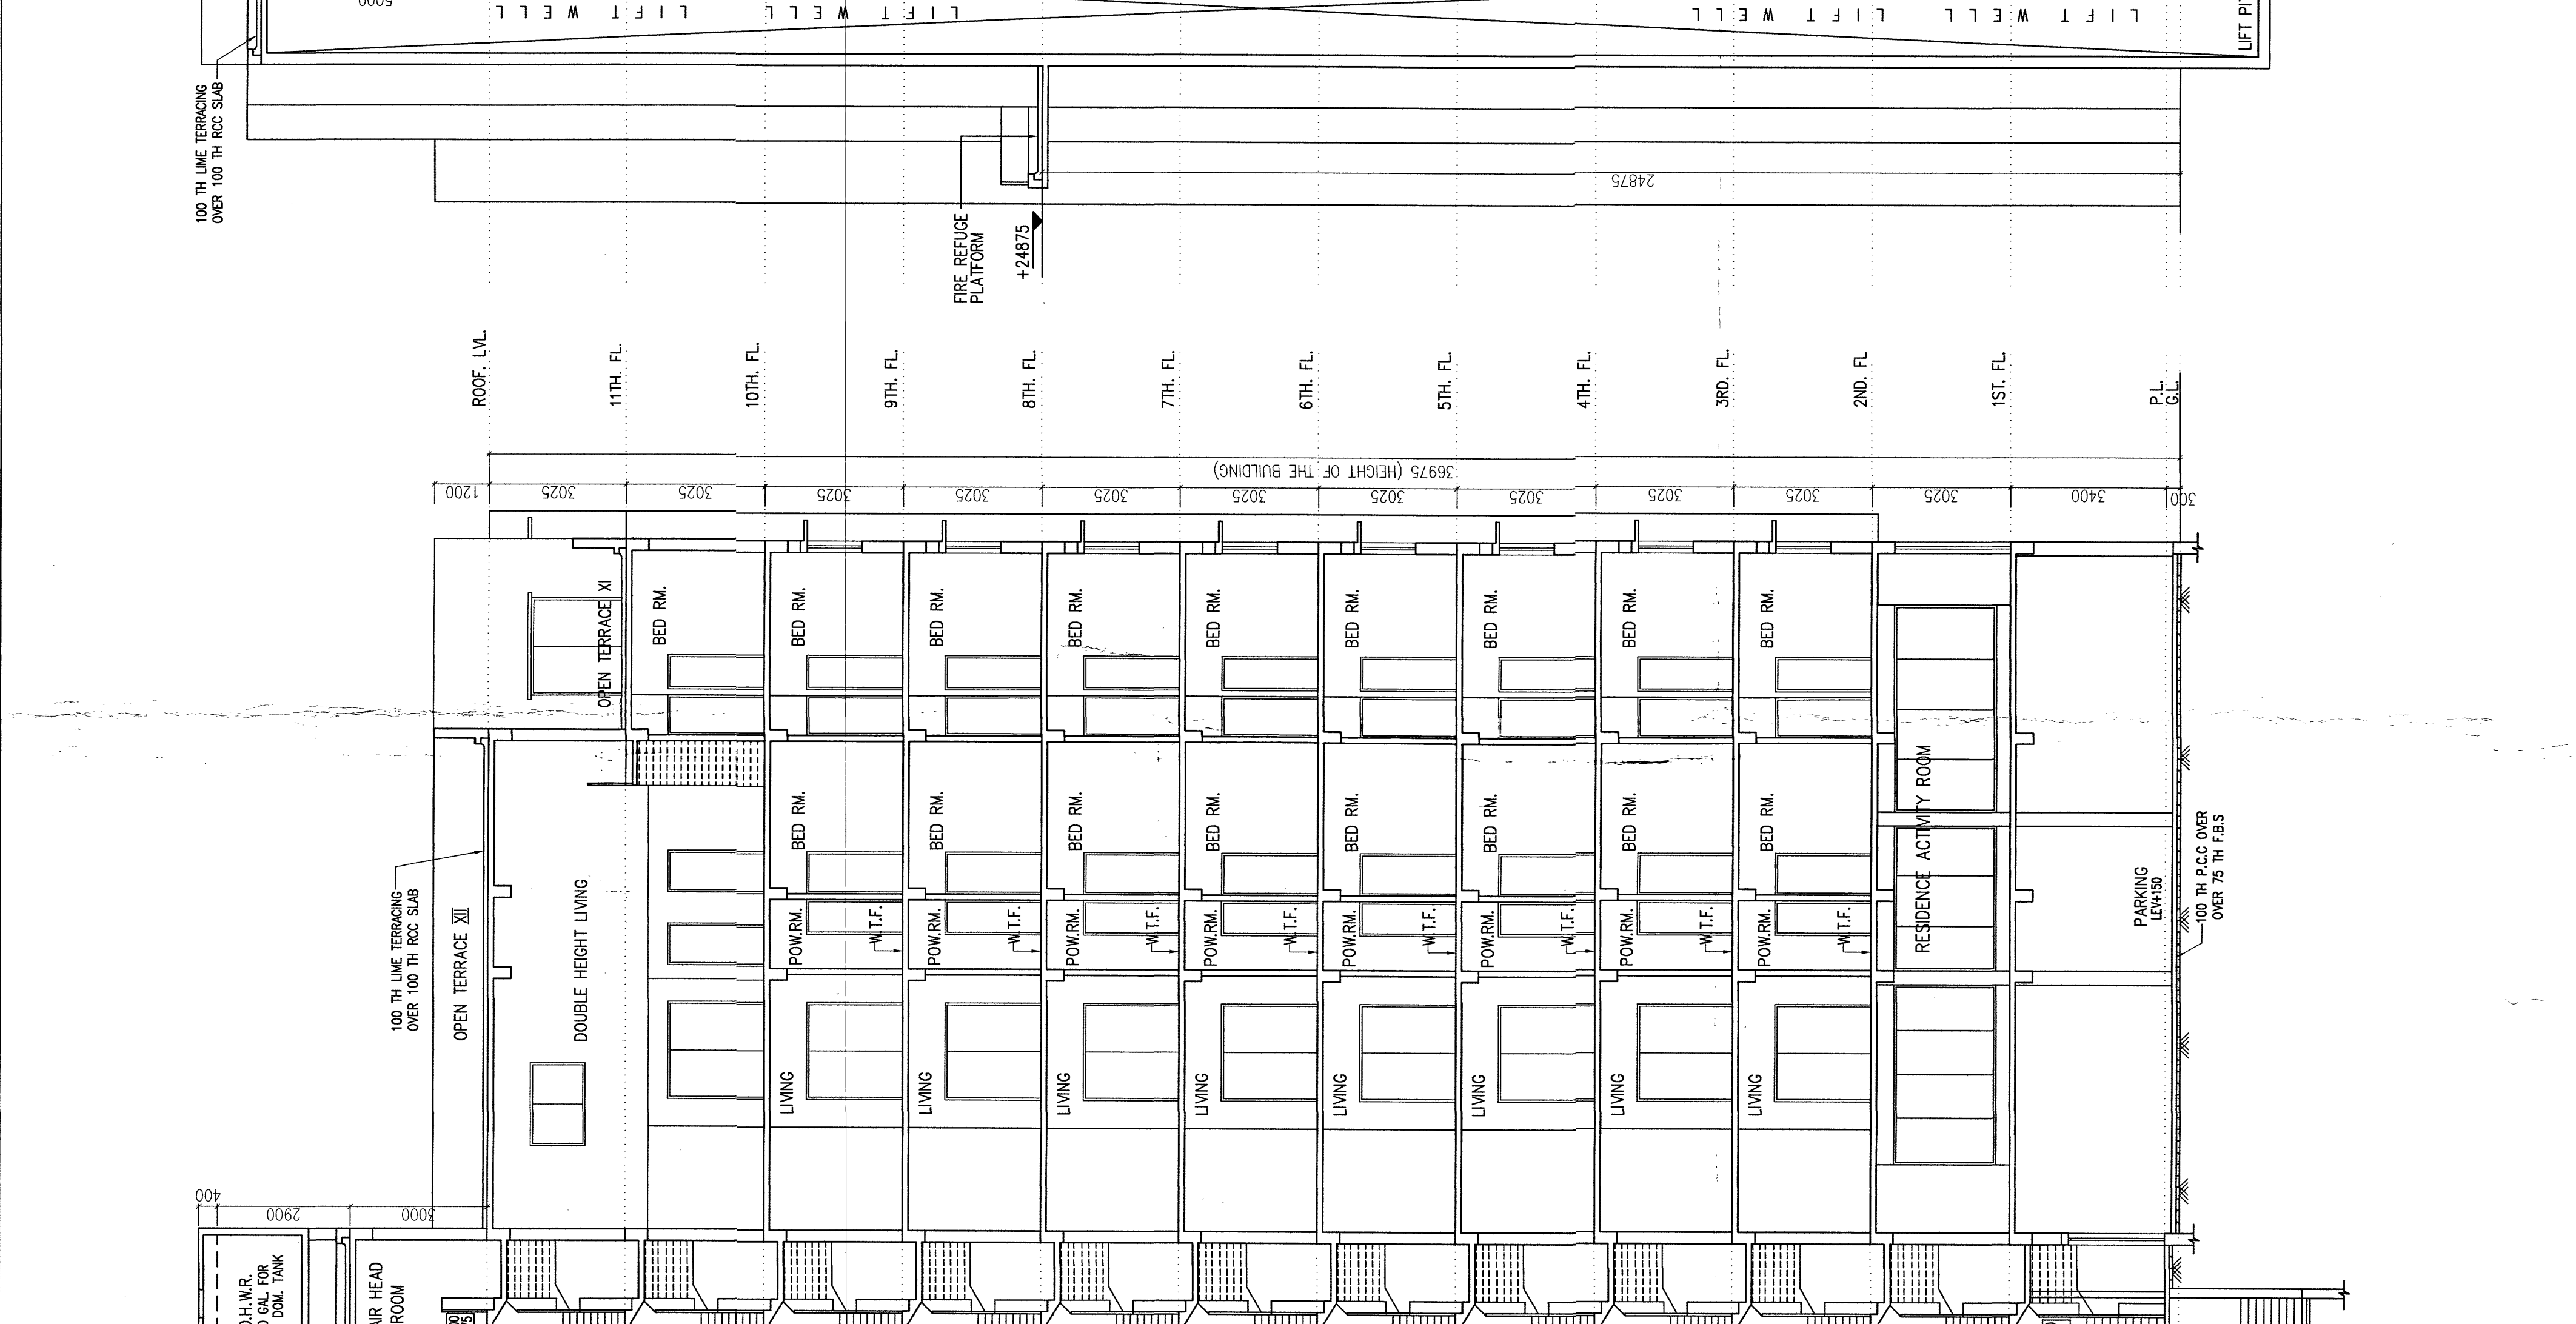 5000
LIFT WELL
LIFT WELL
LIFT WELL
LIFT WELL
LIFT WELL
LIFT WELL
100 TH LIME TERRACING
OVER 100 TH RCC SLAB
FIRE REFUGE
PLATFORM
+24875
24875
ROOF. LVL.
11TH. FL.
10TH. FL.
9TH. FL.
8TH. FL.
7TH. FL.
6TH. FL.
5TH. FL.
4TH. FL.
3RD. FL.
2ND. FL
1ST. FL.
P.L.
G.L.
36975 (HEIGHT OF THE BUILDING)
1200
3025
3025
3025
3025
3025
3025
3025
3025
3025
3025
3025
3400
300
OPEN TERRACE XI
BED RM.
BED RM.
BED RM.
BED RM.
BED RM.
BED RM.
BED RM.
BED RM.
BED RM.
100 TH LIME TERRACING
OVER 100 TH RCC SLAB
OPEN TERRACE XII
DOUBLE HEIGHT LIVING
BED RM.
BED RM.
BED RM.
BED RM.
BED RM.
BED RM.
BED RM.
BED RM.
POW.RM.
W.T.F.
POW.RM.
W.T.F.
POW.RM.
W.T.F.
POW.RM.
W.T.F.
POW.RM.
W.T.F.
POW.RM.
W.T.F.
POW.RM.
W.T.F.
POW.RM.
W.T.F.
RESIDENCE ACTIVITY ROOM
PARKING
LEV+150
100 TH P.C.C OVER
OVER 75 TH F.B.S
LIVING
LIVING
LIVING
LIVING
LIVING
LIVING
LIVING
LIVING
400
2900
3000
O.H.W.R.
GAL. FOR
DOM. TANK
HEAD
ROOM